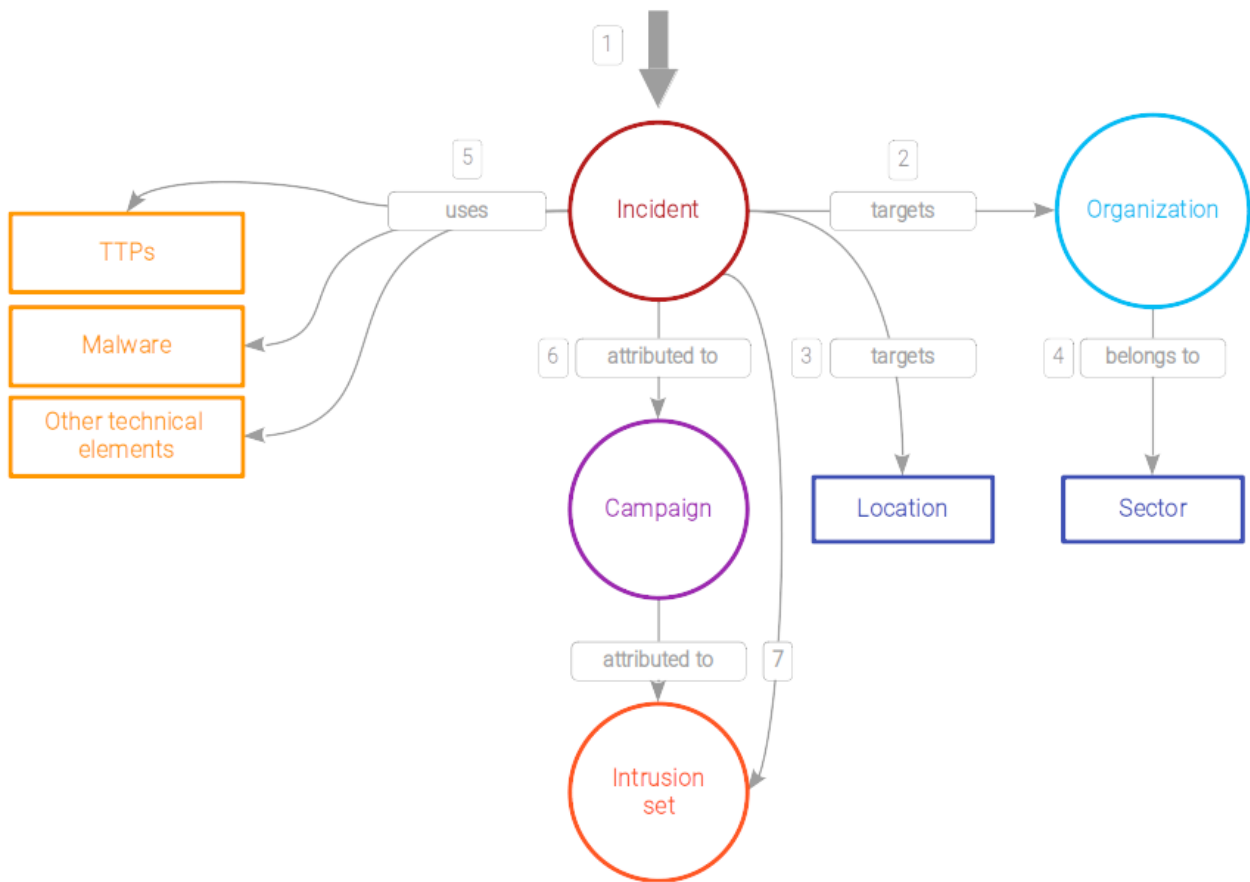 1
5
2
uses
Incident
targets
Organization
TTPs
Malware
6
attributed to
3
targets
4
belongs to
Other technical
elements
Campaign
Location
Sector
attributed to
7
Intrusion
set